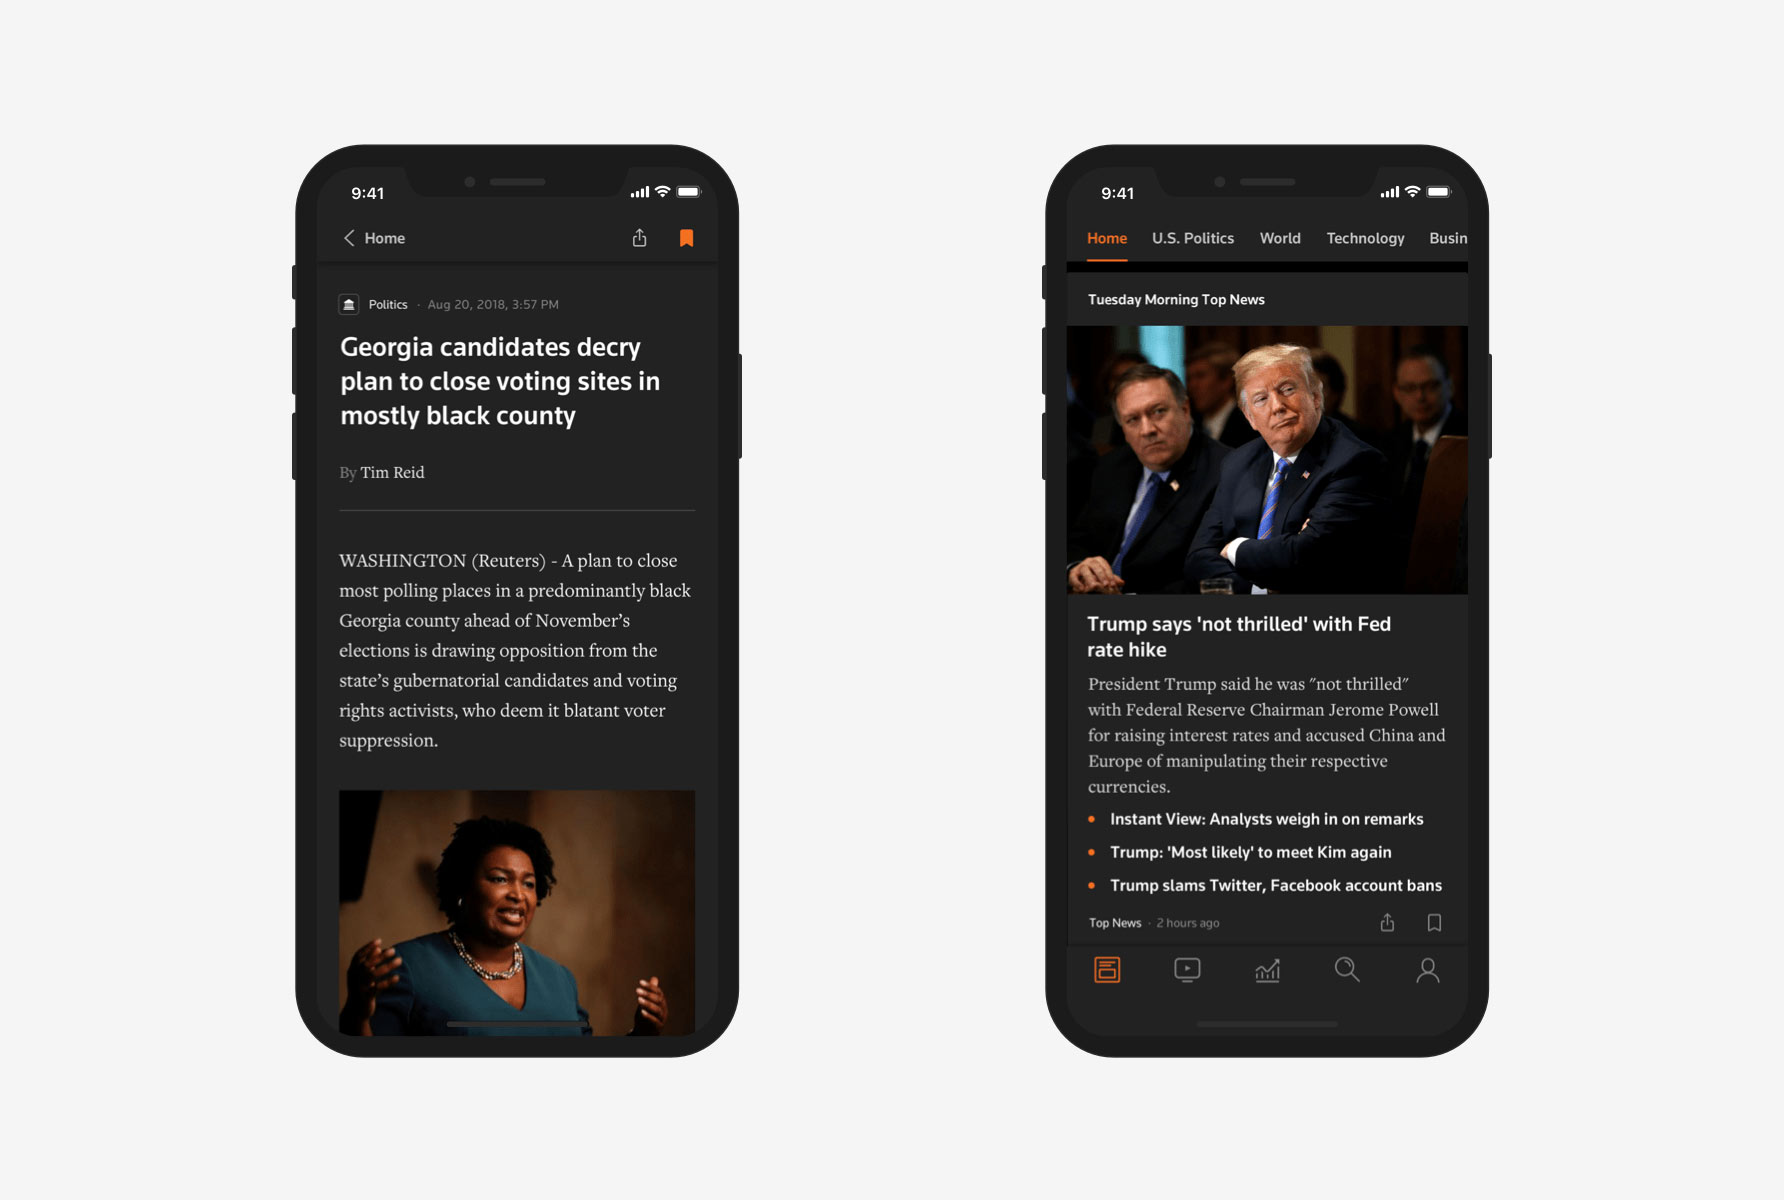 9:41
Home
Politics · Aug 20, 2018, 3:57 PM
Georgia candidates decry
plan to close voting sites in
mostly black county
By Tim Reid
WASHINGTON (Reuters) - A plan to close
most polling places in a predominantly black
Georgia county ahead of November’s
elections is drawing opposition from the
state’s gubernatorial candidates and voting
rights activists, who deem it blatant voter
suppression.
9:41
Home U.S. Politics World Technology Busin
Tuesday Morning Top News
Trump says 'not thrilled' with Fed
rate hike
President Trump said he was "not thrilled"
with Federal Reserve Chairman Jerome Powell
for raising interest rates and accused China and
Europe of manipulating their respective
currencies.
• Instant View: Analysts weigh in on remarks
• Trump: 'Most likely' to meet Kim again
• Trump slams Twitter, Facebook account bans
Top News · 2 hours ago